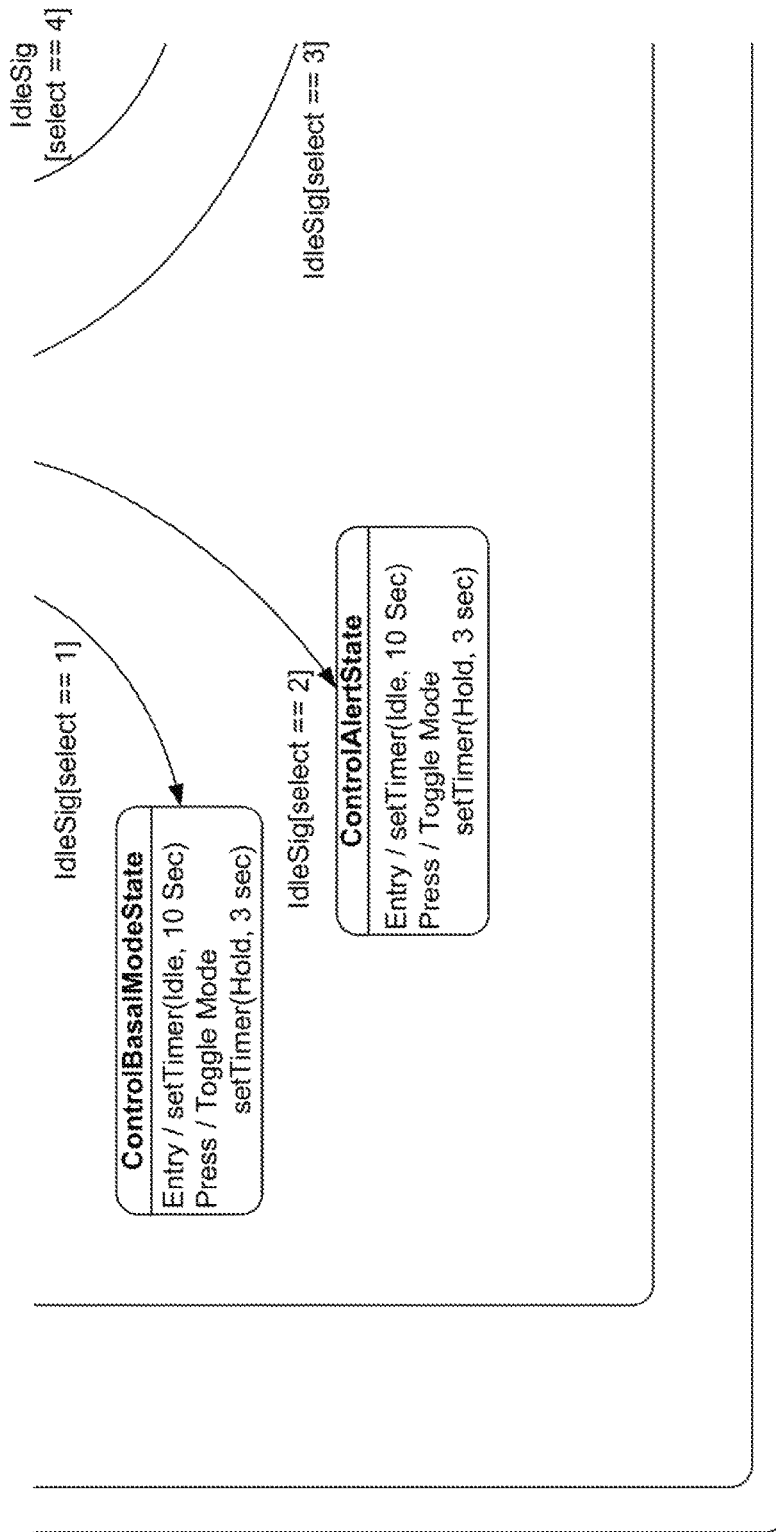 IdleSig
[select == 4]
IdleSig[select == 3]
IdleSig[select == 1]
ControlBasalModeState
Entry / setTimer(Idle, 10 Sec)
Press / Toggle Mode
setTimer(Hold, 3 sec)
IdleSig[select == 2]
ControlAlertState
Entry / setTimer(Idle, 10 Sec)
Press / Toggle Mode
setTimer(Hold, 3 sec)